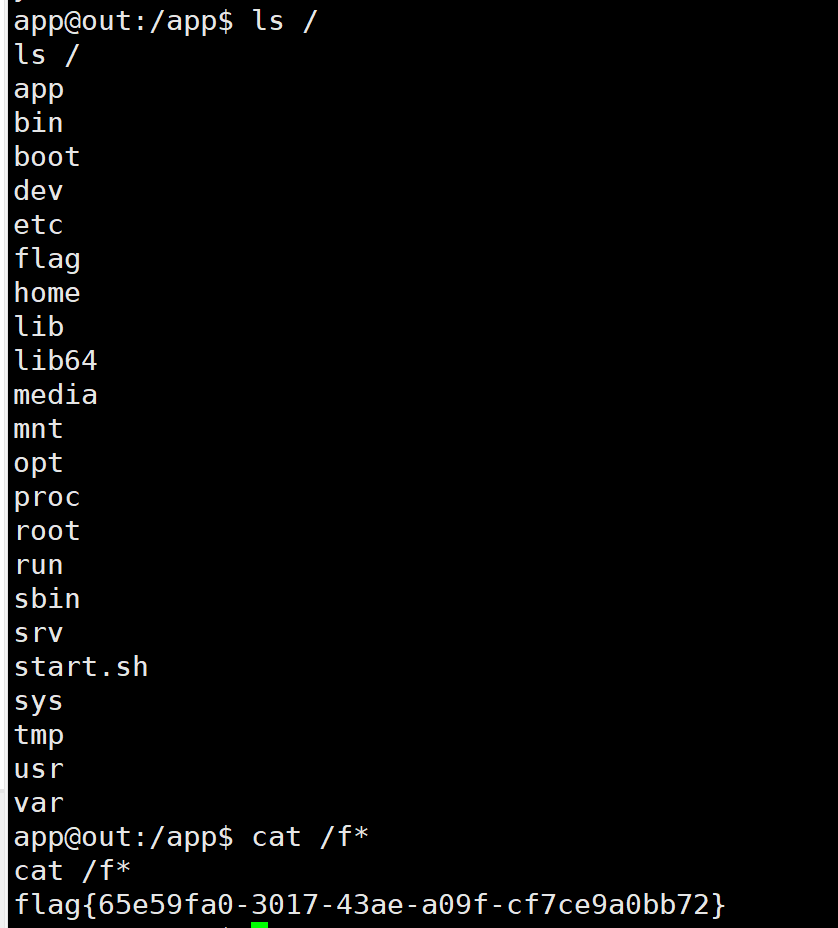 app@out:/app$ ls /
ls /
app
bin
boot
dev
etc
flag
home
lib
lib64
media
mnt
opt
proc
root
run
sbin
srv
start.sh
sys
tmp
usr
var
app@out:/app$ cat /f*
cat /f*
flag{65e59fa0-3017-43ae-a09f-cf7ce9a0bb72}